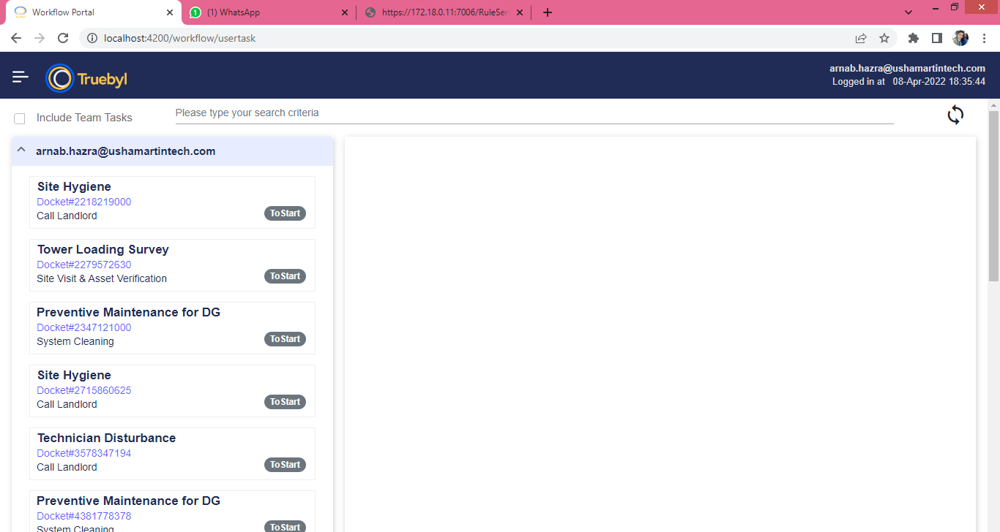 Workflow Portal
(1) WhatsApp
https://172.18.0.11:7006/RuleSer
localhost:4200/workflow/usertask
Truebyl
arnab.hazra@ushamartintech.com
Logged in at 08-Apr-2022 18:35:44
Include Team Tasks
Please type your search criteria
arnab.hazra@ushamartintech.com
Site Hygiene
Docket#2218219000
Call Landlord
ToStart
Tower Loading Survey
Docket#2279572630
Site Visit & Asset Verification
ToStart
Preventive Maintenance for DG
Docket#2347121000
System Cleaning
ToStart
Site Hygiene
Docket#2715860625
Call Landlord
ToStart
Technician Disturbance
Docket#3578347194
Call Landlord
ToStart
Preventive Maintenance for DG
Docket#4381778378
System Cleaning
ToStart